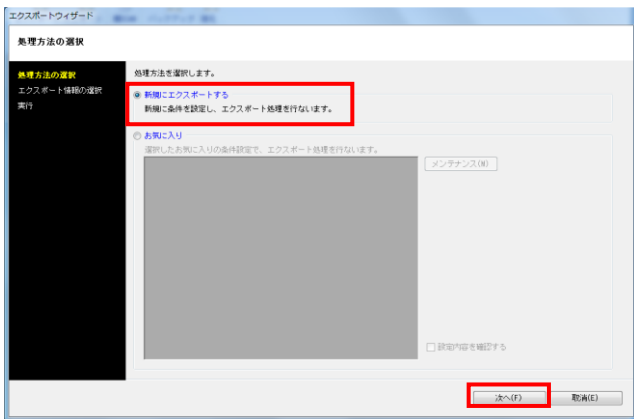 エクスポートウィザード
処理方法の選択
処理方法の選択
エクスポート情報の選択
実行
処理方法を選択します。
新規にエクスポートする
新規に条件を設定し、エクスポート処理を行ないます。
お気に入り
選択したお気に入りの条件設定で、エクスポート処理を行ないます。
メンテナンス(M)
設定内容を確認する
次へ(F)
取消(E)